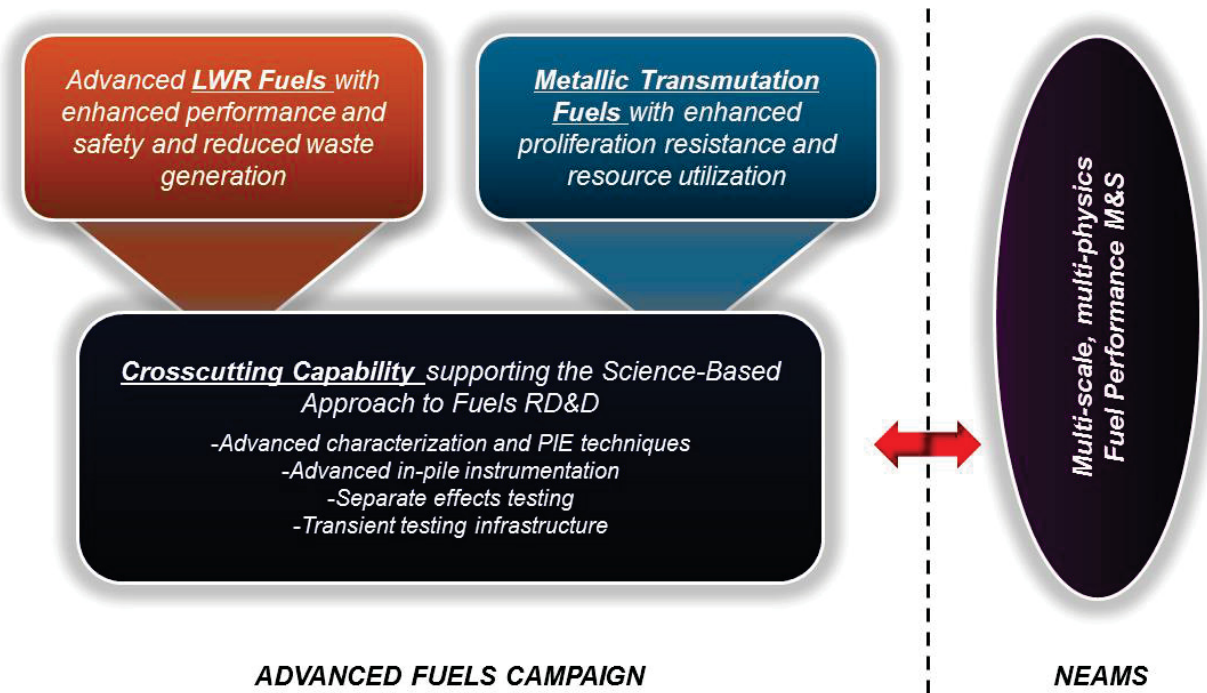 Advanced LWR Fuels with
enhanced performance and
safety and reduced waste
generation
Metallic Transmutation
Fuels with enhanced
proliferation resistance and
resource utilization
Crosscutting Capability supporting the Science-Based
Approach to Fuels RD&D
-Advanced characterization and PIE techniques
-Advanced in-pile instrumentation
-Separate effects testing
-Transient testing infrastructure
Multi-scale, multi-physics
Fuel Performance M&S
ADVANCED FUELS CAMPAIGN
NEAMS